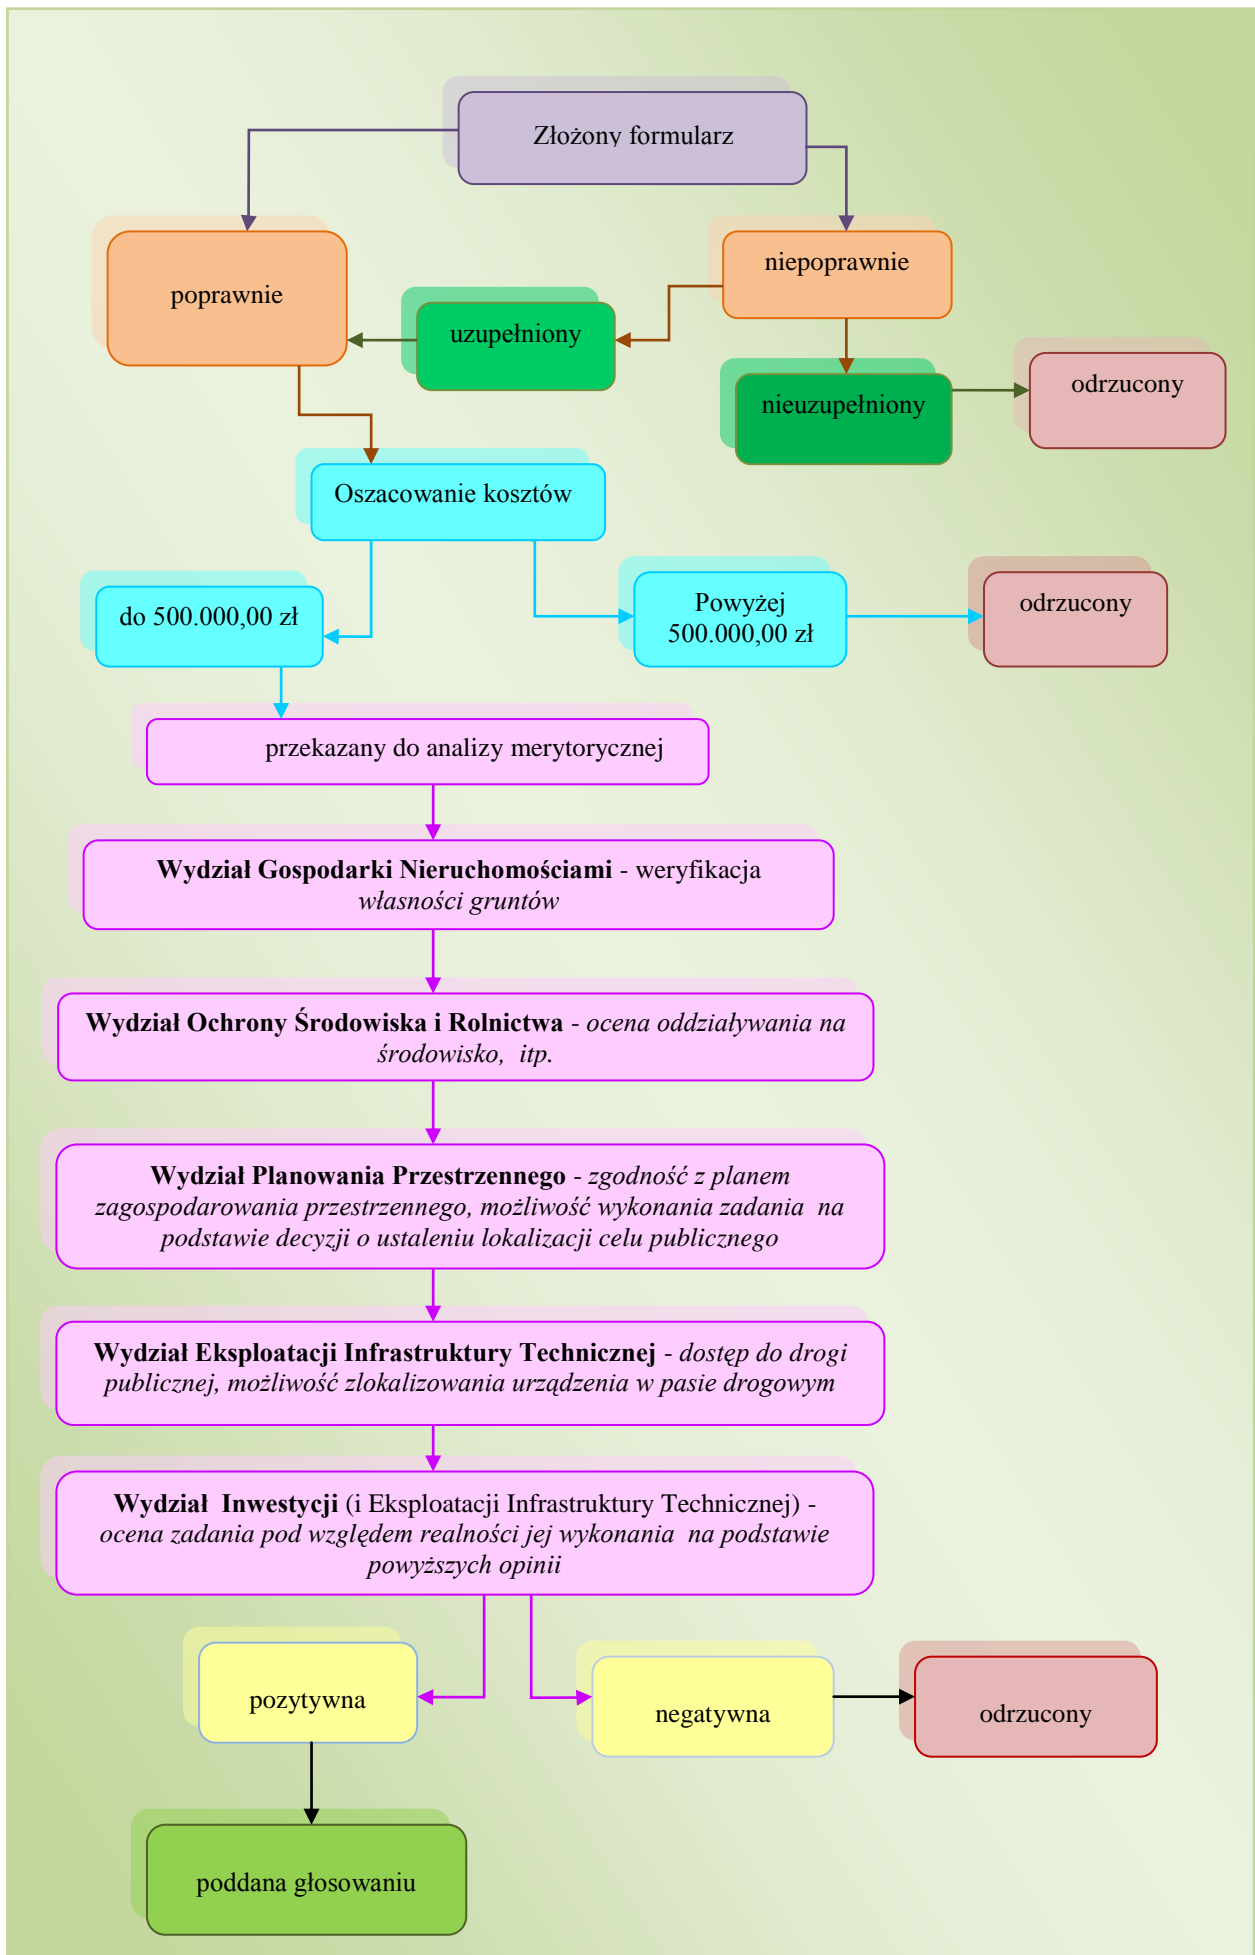 Złożony formularz
poprawnie
niepoprawnie
uzupełniony
nieuzupełniony
odrzucony
Oszacowanie kosztów
do 500.000,00 zł
Powyżej
500.000,00 zł
odrzucony
przekazany do analizy merytorycznej
Wydział Gospodarki Nieruchomościami - weryfikacja
własności gruntów
Wydział Ochrony Środowiska i Rolnictwa - ocena oddziaływania na
środowisko, itp.
Wydział Planowania Przestrzennego - zgodność z planem
zagospodarowania przestrzennego, możliwość wykonania zadania na
podstawie decyzji o ustaleniu lokalizacji celu publicznego
Wydział Eksploatacji Infrastruktury Technicznej - dostęp do drogi
publicznej, możliwość zlokalizowania urządzenia w pasie drogowym
Wydział Inwestycji (i Eksploatacji Infrastruktury Technicznej) -
ocena zadania pod względem realności jej wykonania na podstawie
powyższych opinii
pozytywna
negatywna
odrzucony
poddana głosowaniu